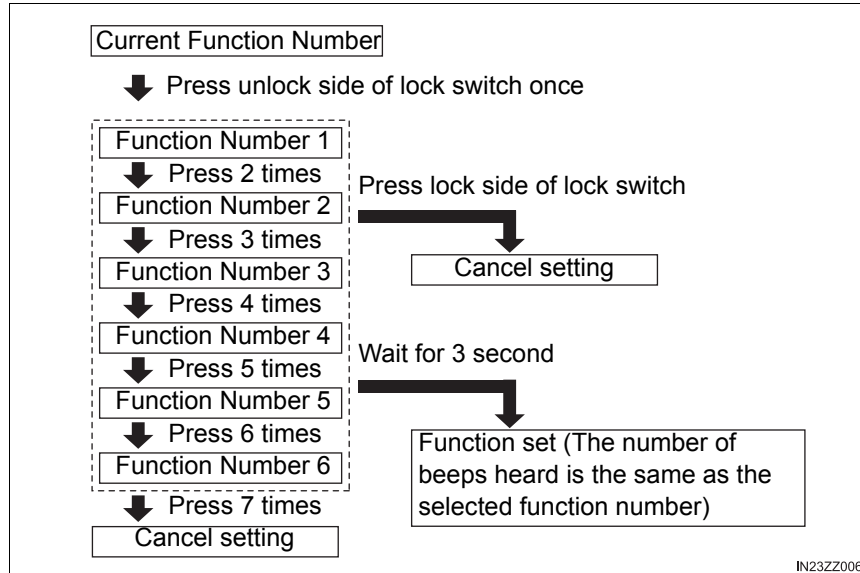 Current Function Number
Press unlock side of lock switch once
Function Number 1
Press 2 times
Function Number 2
Press 3 times
Function Number 3
Press 4 times
Function Number 4
Press 5 times
Function Number 5
Press 6 times
Function Number 6
Press 7 times
Cancel setting
Press lock side of lock switch
Cancel setting
Wait for 3 second
Function set (The number of
beeps heard is the same as the
selected function number)
IN23ZZ006